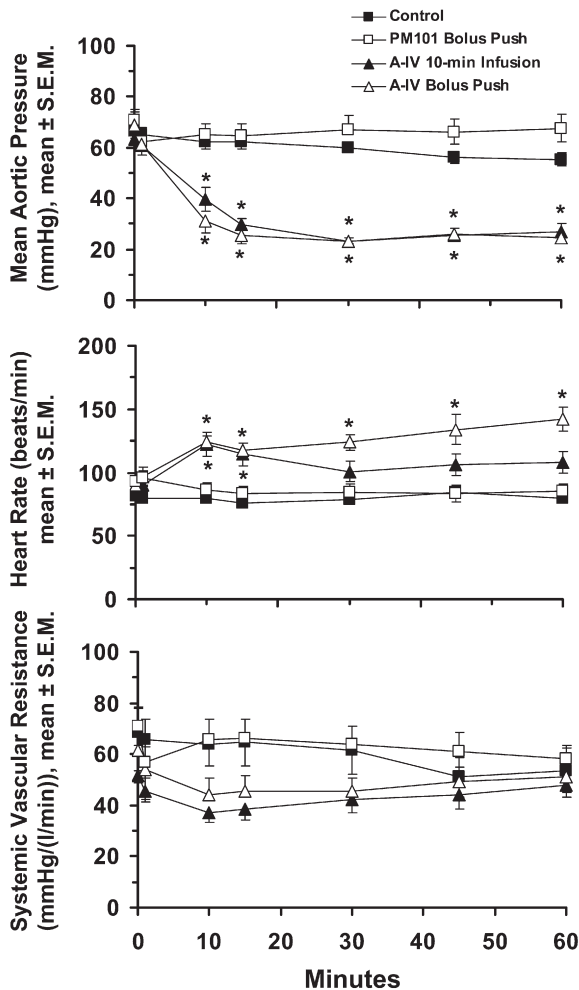 Control
PM101 Bolus Push
A-IV 10-min Infusion
A-IV Bolus Push
Mean Aortic Pressure
(mmHg), mean ± S.E.M.
100
80
60
40
20
0
* * * * *
* * * * *
Heart Rate (beats/min)
mean ± S.E.M.
200
150
100
50
0
* * * * *
* *
Systemic Vascular Resistance
(mmHg/(l/min)), mean ± S.E.M.
100
80
60
40
20
0
0 10 20 30 40 50 60
Minutes